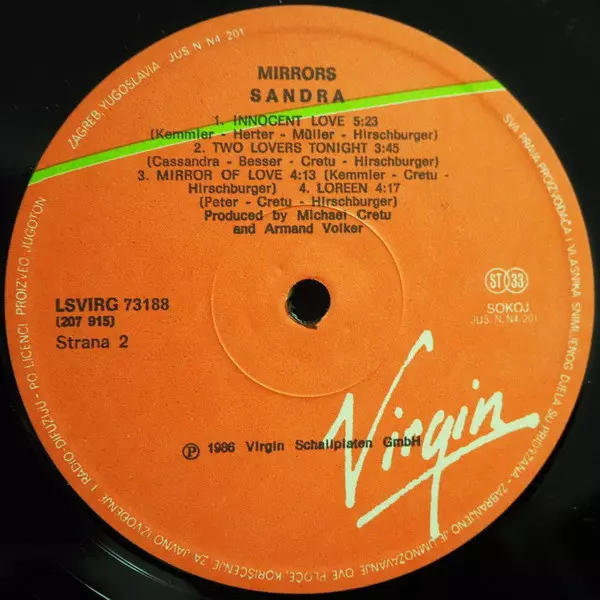 MIRRORS
SANDRA
1. INNOCENT LOVE 5:23
(Kemmler - Herter - Müller - Hirschburger)
2. TWO LOVERS TONIGHT 3:45
(Cassandra - Besser - Cretu - Hirschburger)
3. MIRROR OF LOVE 4:13 (Kemmler - Cretu -
Hirschburger) 4. LOREEN 4:17
(Peter - Cretu - Hirschburger)
Produced by Michael Cretu
and Armand Volker
LSVIRG 73188
(207 915)
Strana 2
ST 33
SOKOJ
JUS. N. N4 201
Virgin
Ⓟ 1986 Virgin Schallplaten GmbH
SVA PRAVA PROIZVOĐAČA I VLASNIKA SNIMLJENOG DJELA SU PRIDRŽANA - ZABRANJENO JE UMNOŽAVANJE OVE PLOČE, KORIŠĆENJE ZA JAVNO IZVOĐENJE I RADIO DIFUZIJU - PO LICENCI PROIZVEO JUGOTON ZAGREB, YUGOSLAVIA JUS. N. N4 201